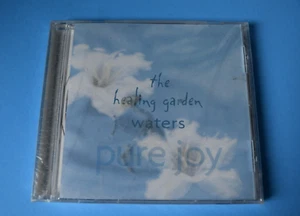 the
healing garden
waters
pure joy